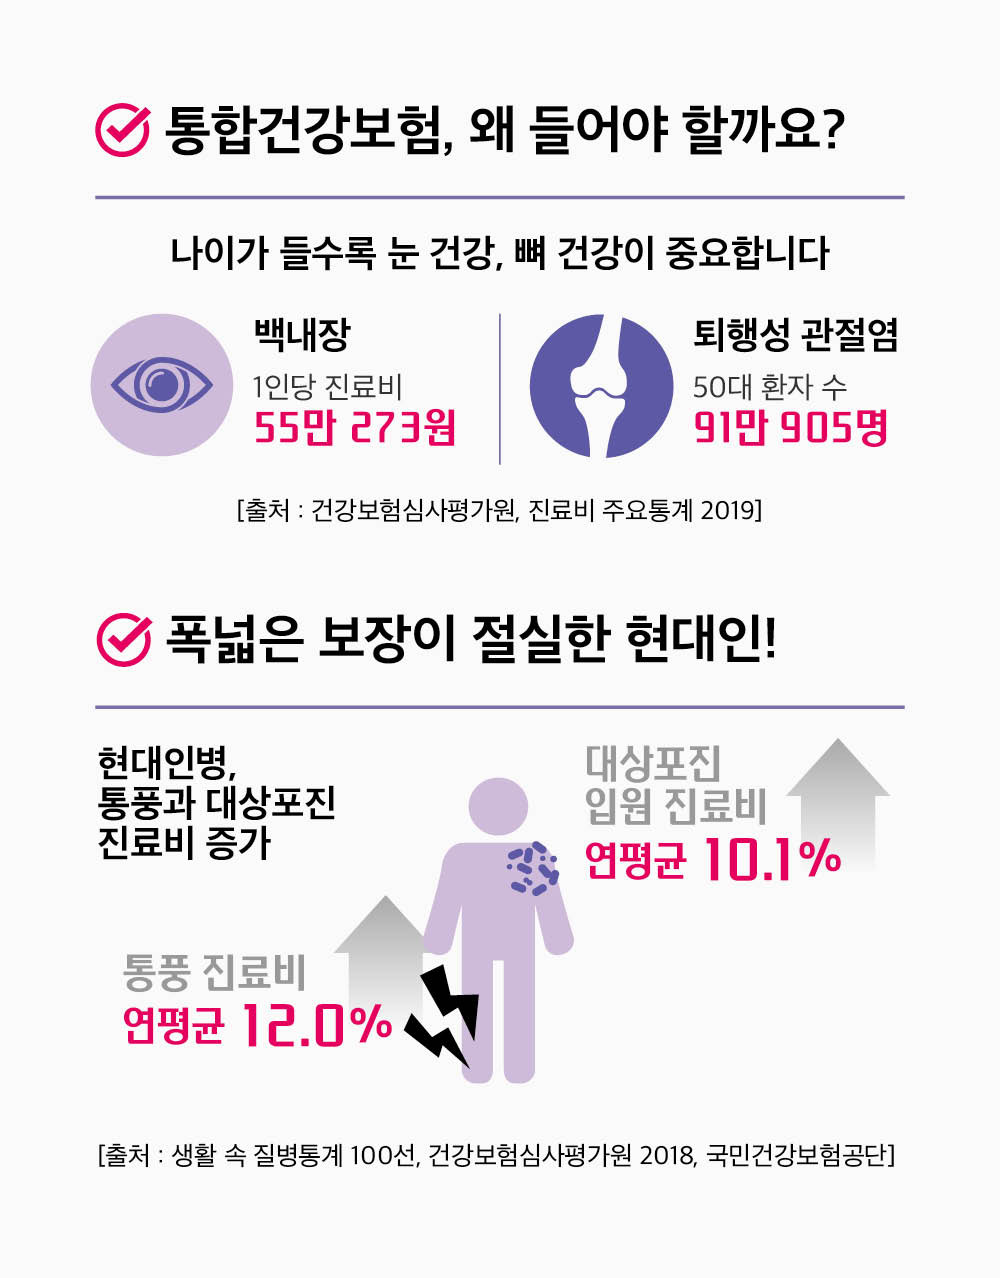 통합건강보험, 왜 들어야 할까요?
나이가 들수록 눈 건강, 뼈 건강이 중요합니다
백내장
1인당 진료비
55만 273원
퇴행성 관절염
50대 환자 수
91만 905명
[출처 : 건강보험심사평가원, 진료비 주요통계 2019]
폭넓은 보장이 절실한 현대인!
현대인병,
통풍과 대상포진
진료비 증가
대상포진
입원 진료비
연평균 10.1%
통풍 진료비
연평균 12.0%
[출처 : 생활 속 질병통계 100선, 건강보험심사평가원 2018, 국민건강보험공단]